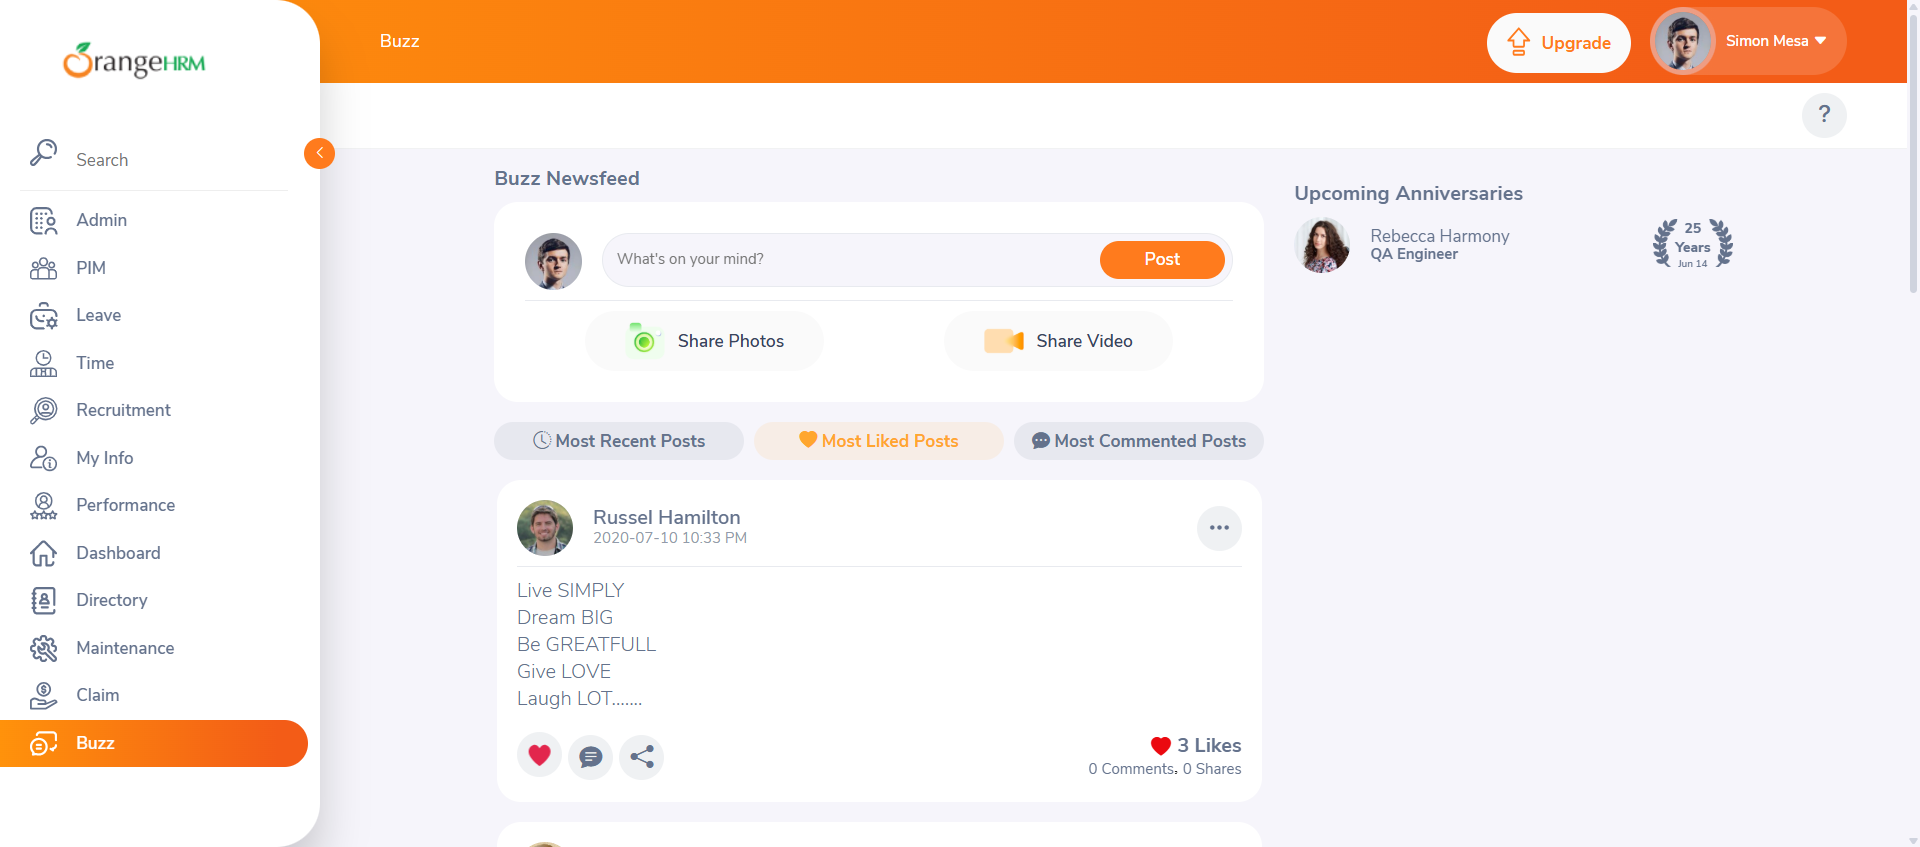 OrangeHRM
Search
Admin
PIM
Leave
Time
Recruitment
My Info
Performance
Dashboard
Directory
Maintenance
Claim
Buzz
Buzz
Upgrade
Simon Mesa
?
Buzz Newsfeed
What's on your mind?
Post
Share Photos
Share Video
Most Recent Posts
Most Liked Posts
Most Commented Posts
Russel Hamilton
2020-07-10 10:33 PM
Live SIMPLY
Dream BIG
Be GREATFULL
Give LOVE
Laugh LOT.......
3 Likes
0 Comments, 0 Shares
Upcoming Anniversaries
Rebecca Harmony
QA Engineer
25
Years
Jun 14